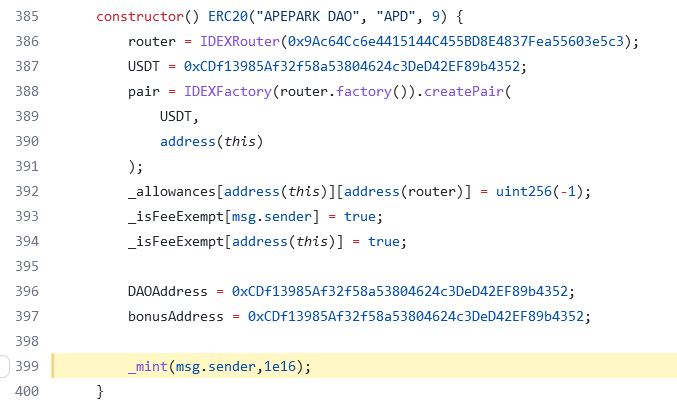 385 constructor() ERC20("APEPARK DAO", "APD", 9) {
386 router = IDEXRouter(0x9Ac64Cc6e4415144C455BD8E4837Fea55603e5c3);
387 USDT = 0xCDf13985Af32f58a53804624c3DeD42EF89b4352;
388 pair = IDEXFactory(router.factory()).createPair(
389 USDT,
390 address(this)
391 );
392 _allowances[address(this)][address(router)] = uint256(-1);
393 _isFeeExempt[msg.sender] = true;
394 _isFeeExempt[address(this)] = true;
395
396 DAOAddress = 0xCDf13985Af32f58a53804624c3DeD42EF89b4352;
397 bonusAddress = 0xCDf13985Af32f58a53804624c3DeD42EF89b4352;
398
399 _mint(msg.sender,1e16);
400 }